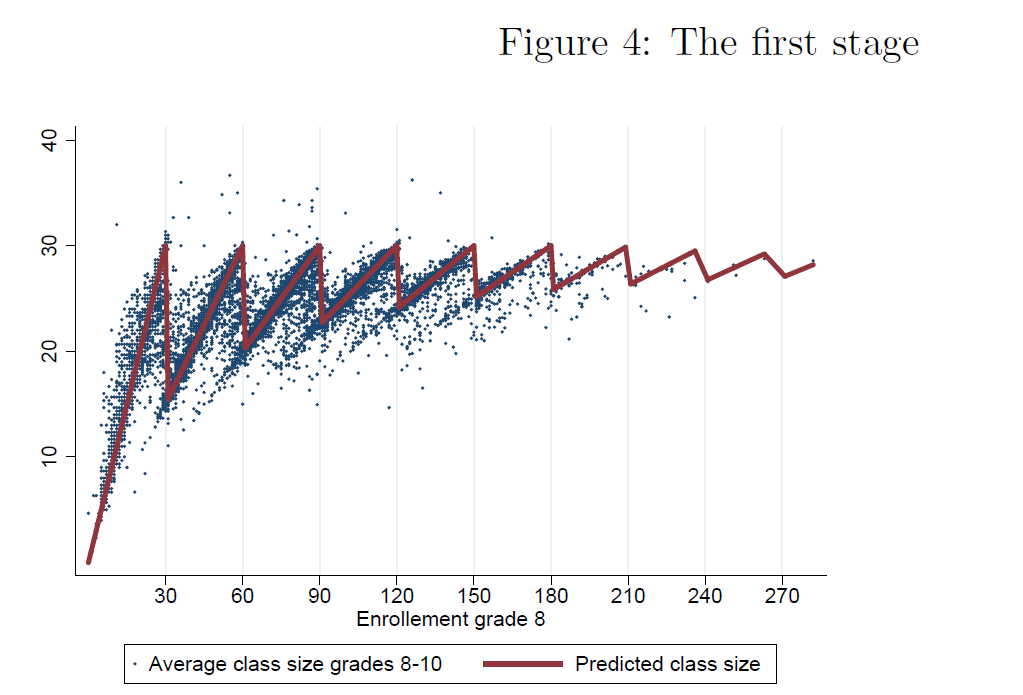 Figure 4: The first stage
40
30
20
10
30 60 90 120 150 180 210 240 270
Enrollement grade 8
Average class size grades 8-10 Predicted class size